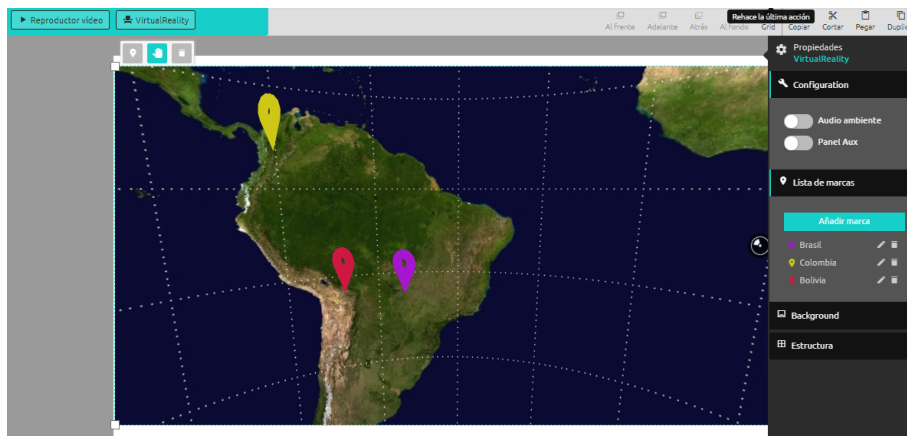 Reproductor vídeo
VirtualReality
Al frente
Adelante
Atrás
Al fondo
Rehace la última acción
Grid
Copiar
Cortar
Pegar
Duplic
Propiedades
VirtualReality
Configuration
Audio ambiente
Panel Aux
Lista de marcas
Añadir marca
Brasil
Colombia
Bolivia
Background
Estructura